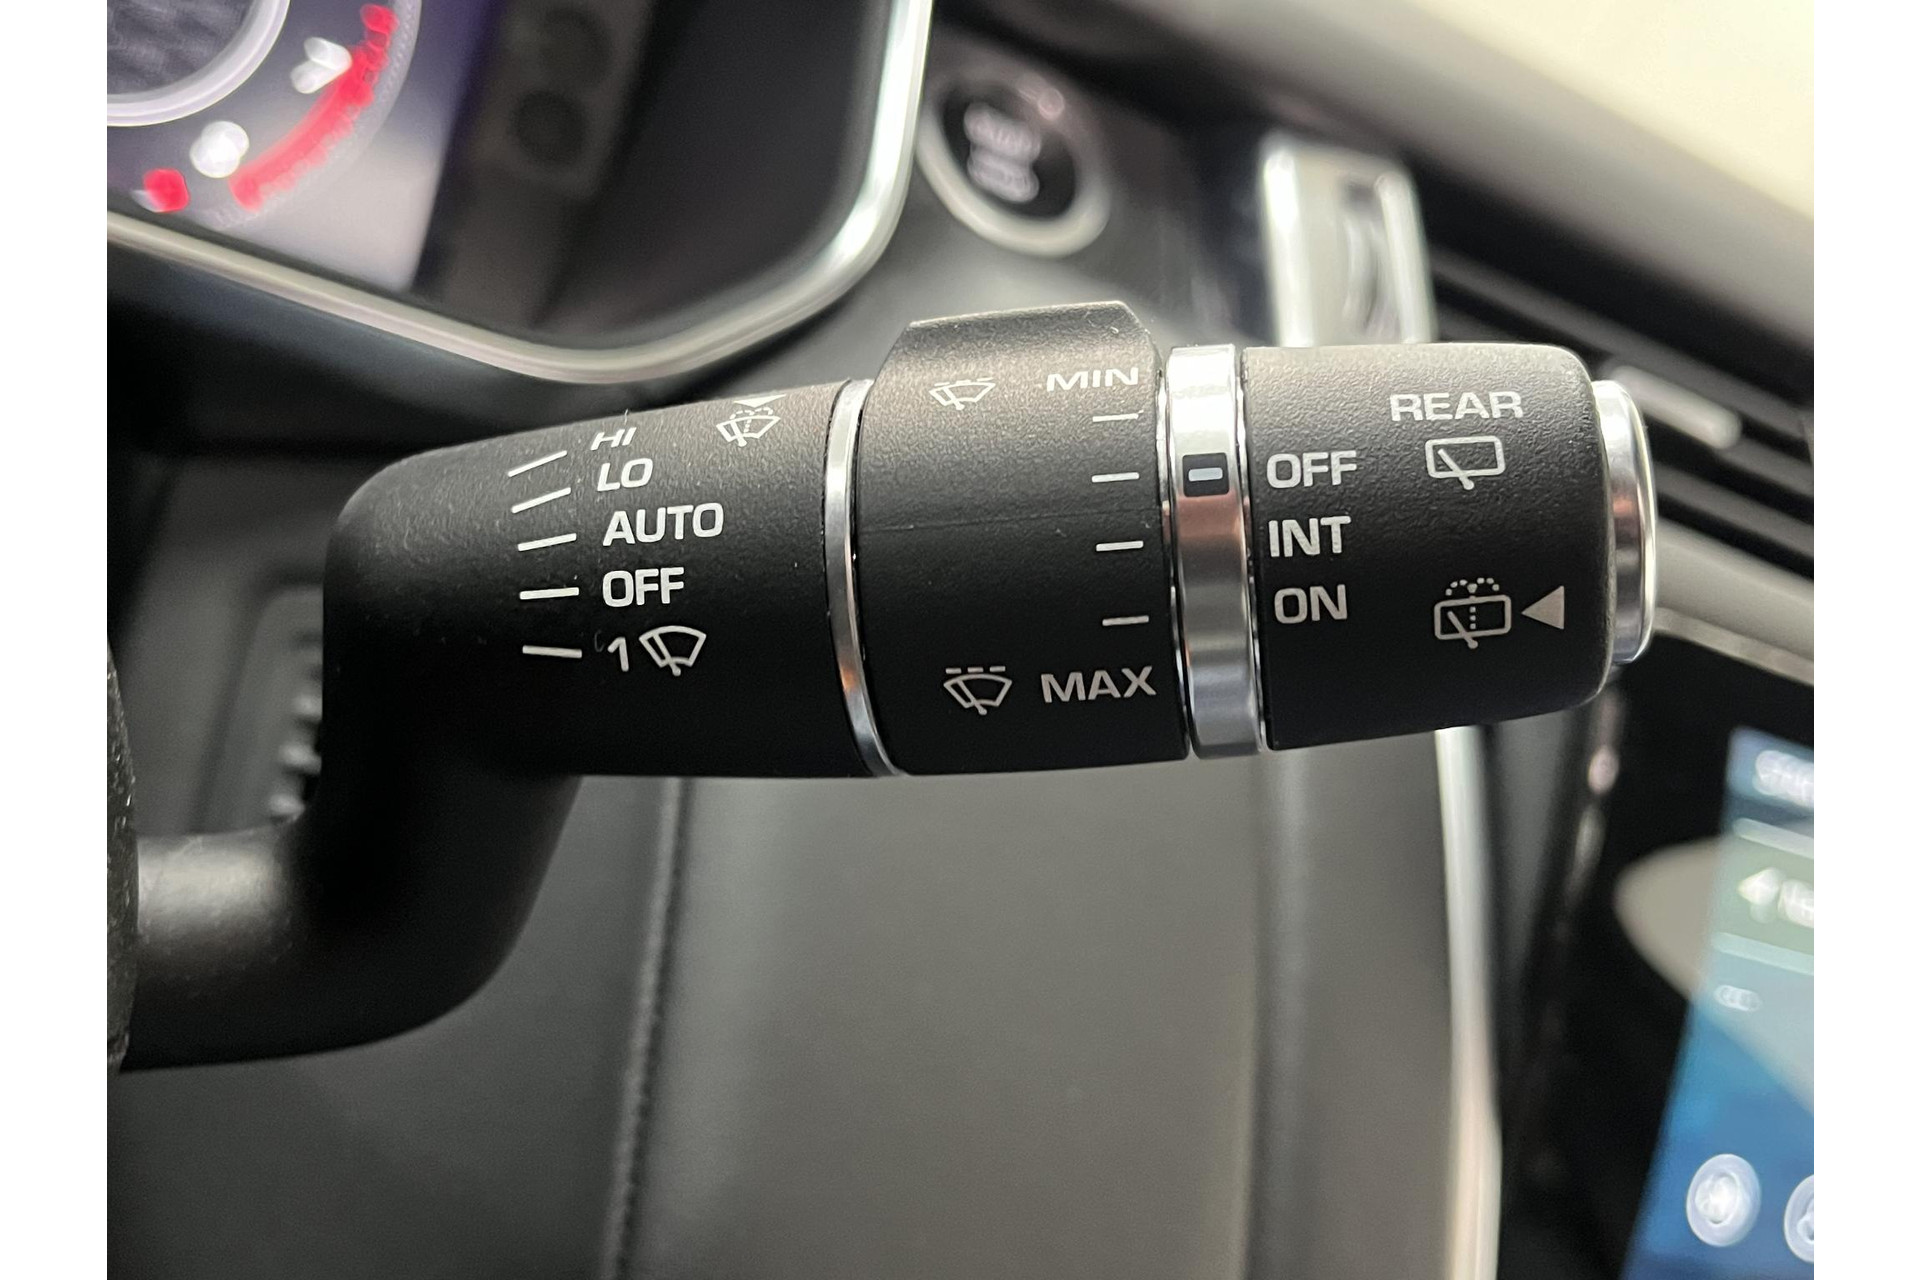 HI
LO
AUTO
OFF
1
MIN
MAX
REAR
OFF
INT
ON